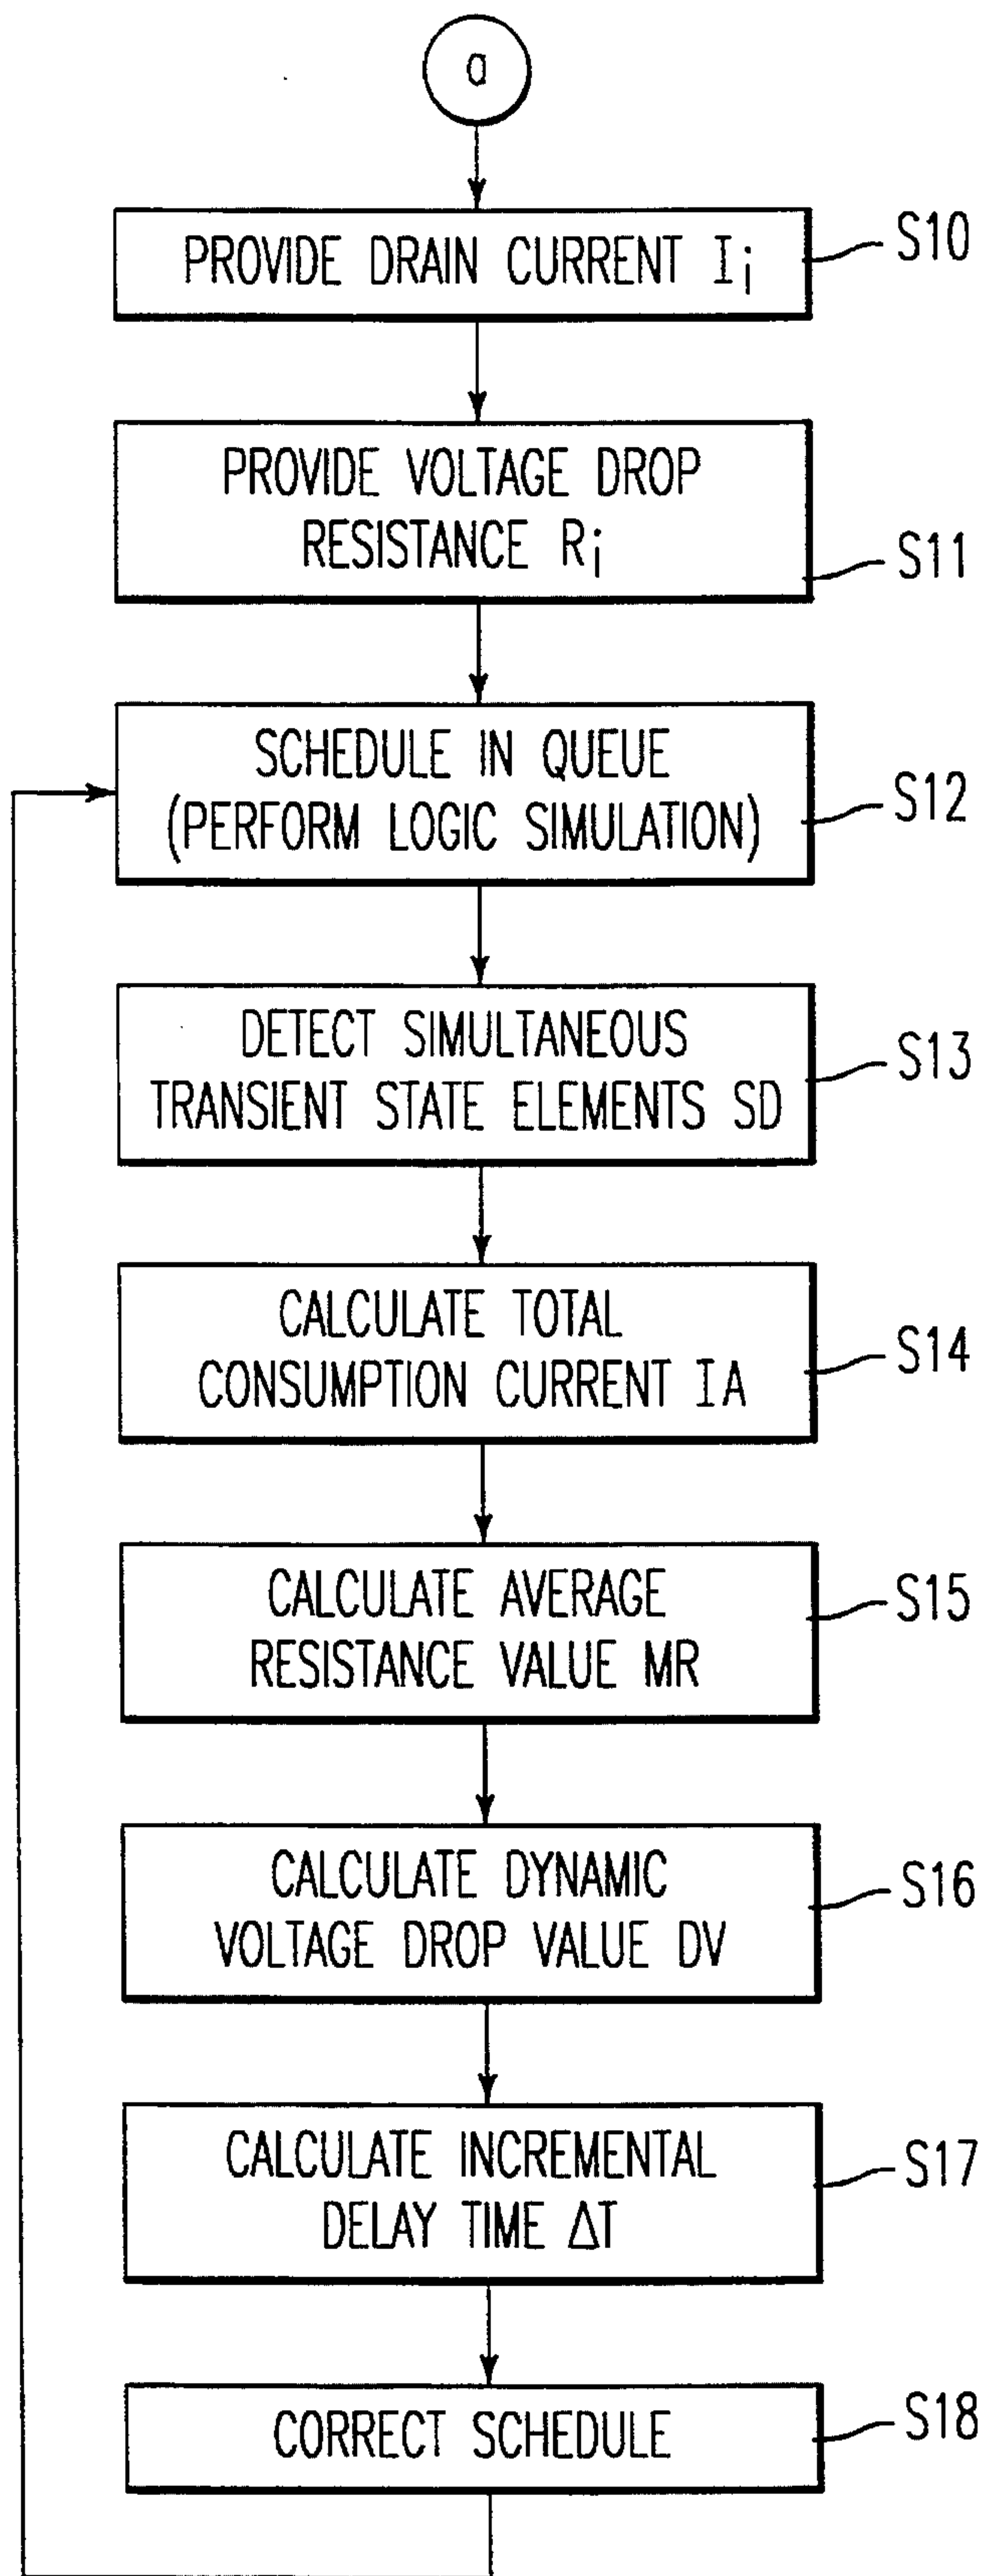 a
PROVIDE DRAIN CURRENT Ii
S10
PROVIDE VOLTAGE DROP
RESISTANCE Ri
S11
SCHEDULE IN QUEUE
(PERFORM LOGIC SIMULATION)
S12
DETECT SIMULTANEOUS
TRANSIENT STATE ELEMENTS SD
S13
CALCULATE TOTAL
CONSUMPTION CURRENT IA
S14
CALCULATE AVERAGE
RESISTANCE VALUE MR
S15
CALCULATE DYNAMIC
VOLTAGE DROP VALUE DV
S16
CALCULATE INCREMENTAL
DELAY TIME ΔT
S17
CORRECT SCHEDULE
S18